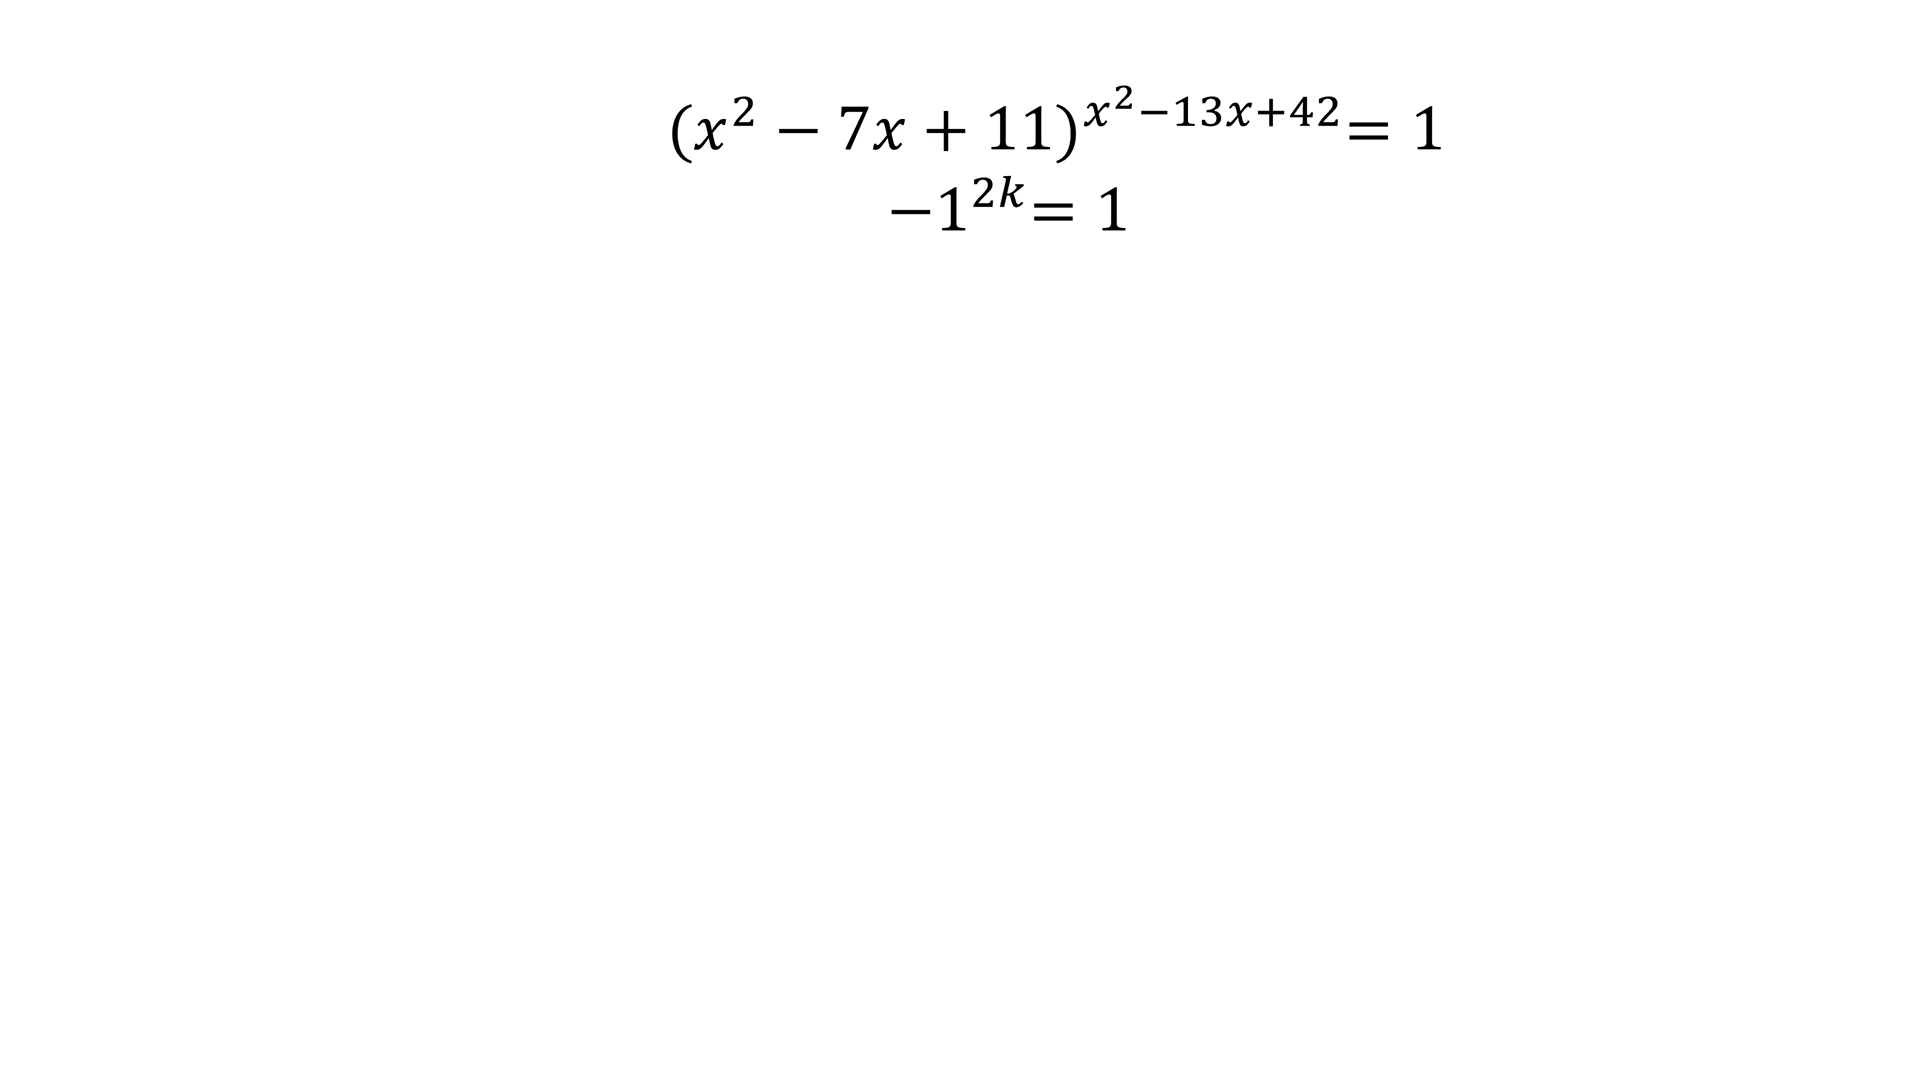 (x² − 7x + 11)^{x²−13x+42} = 1
−1^{2k} = 1